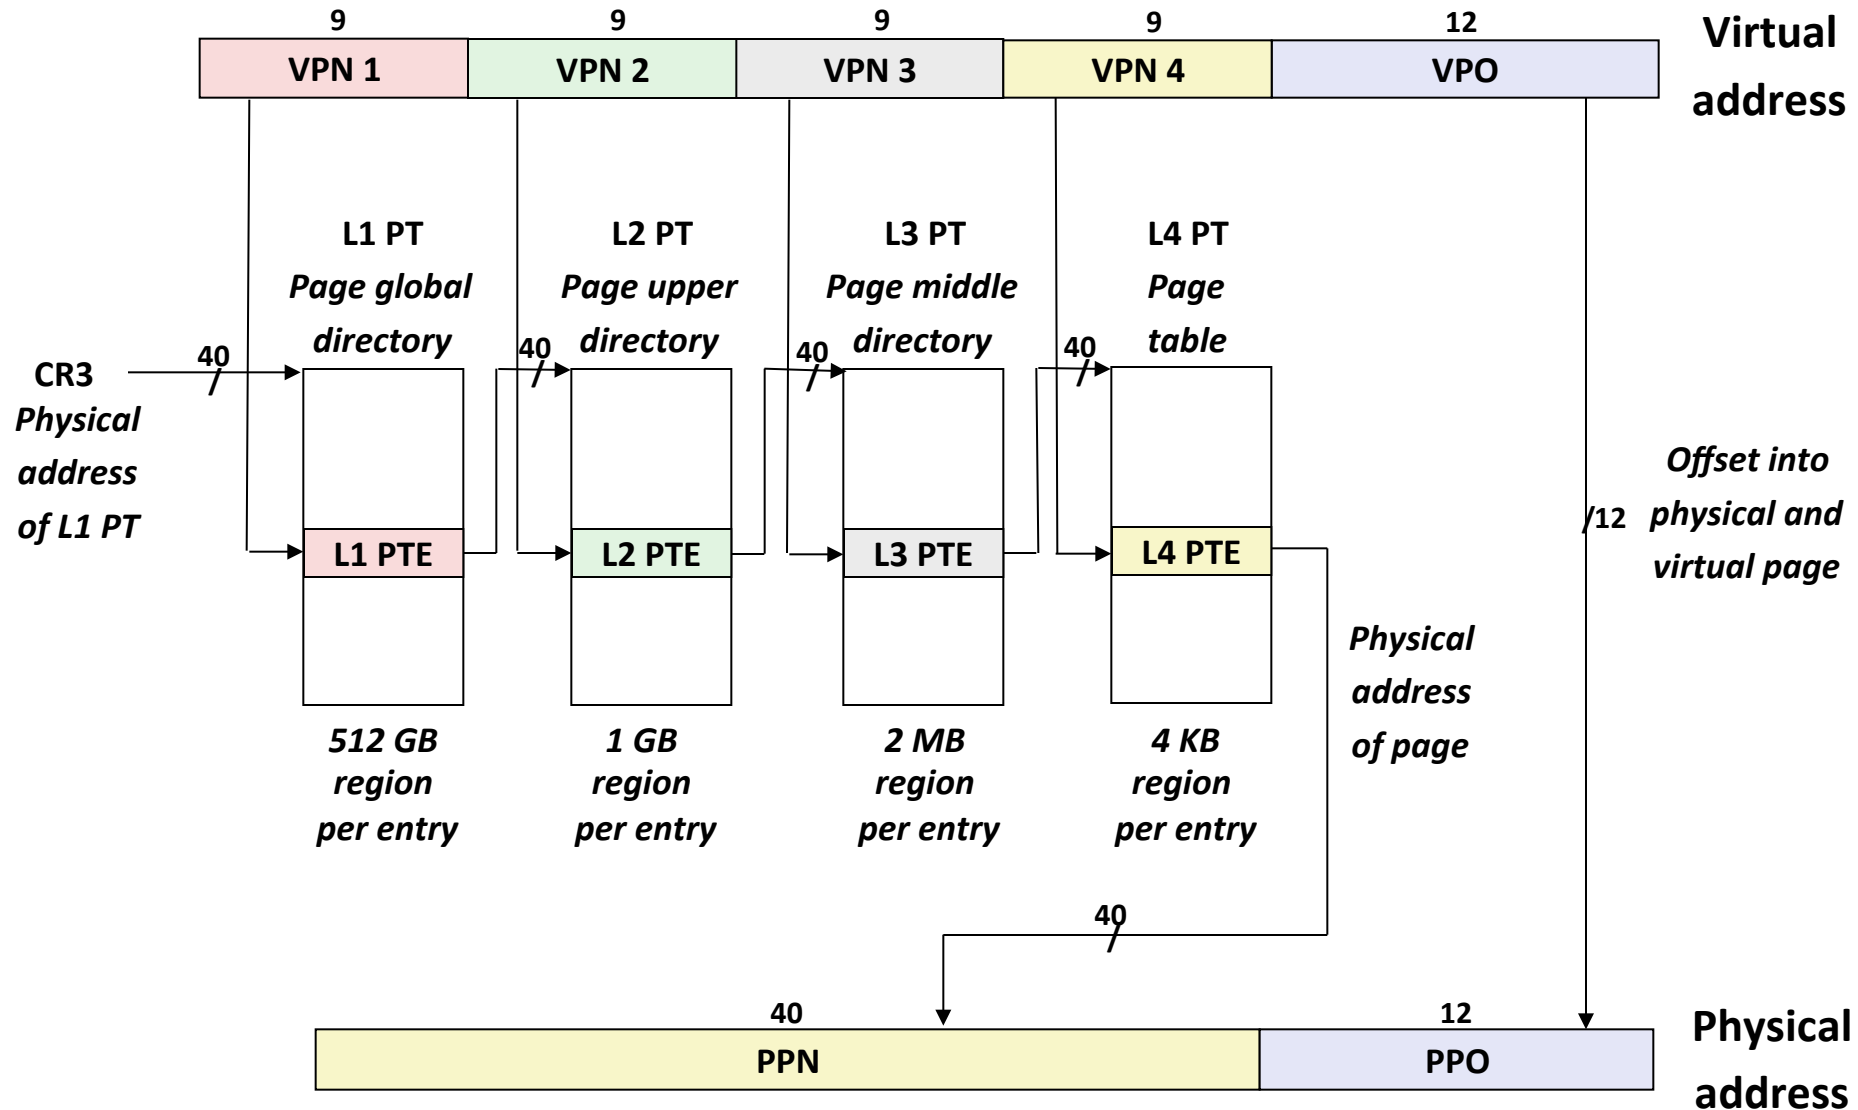 9 9 9 9 12
VPN 1 VPN 2 VPN 3 VPN 4 VPO
Virtual
address
L1 PT
Page global
directory
L2 PT
Page upper
directory
L3 PT
Page middle
directory
L4 PT
Page
table
CR3
Physical
address
of L1 PT
40
40
40
40
L1 PTE
L2 PTE
L3 PTE
L4 PTE
/12
Offset into
physical and
virtual page
512 GB
region
per entry
1 GB
region
per entry
2 MB
region
per entry
4 KB
region
per entry
Physical
address
of page
40
40 12
PPN PPO
Physical
address